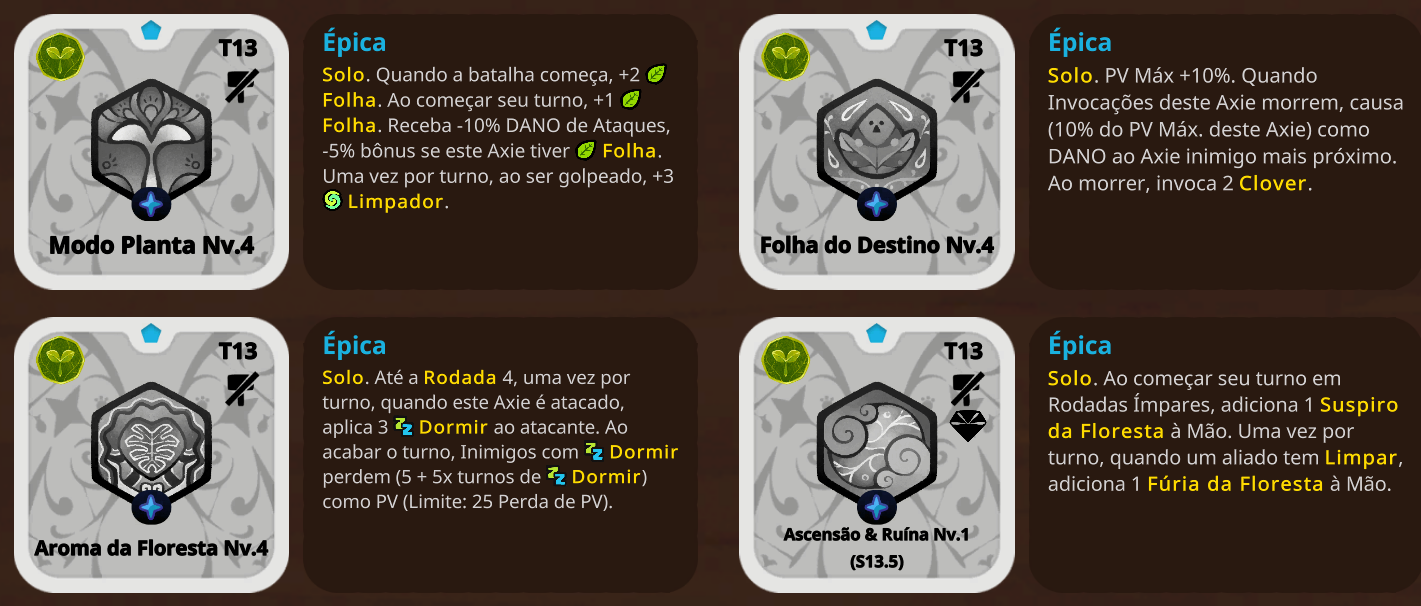 T13
Modo Planta Nv.4
Épica
Solo. Quando a batalha começa, +2
Folha. Ao começar seu turno, +1
Folha. Receba -10% DANO de Ataques,
-5% bônus se este Axie tiver Folha.
Uma vez por turno, ao ser golpeado, +3
Limpador.
T13
Folha do Destino Nv.4
Épica
Solo. PV Máx +10%. Quando
Invocações deste Axie morrem, causa
(10% do PV Máx. deste Axie) como
DANO ao Axie inimigo mais próximo.
Ao morrer, invoca 2 Clover.
T13
Aroma da Floresta Nv.4
Épica
Solo. Até a Rodada 4, uma vez por
turno, quando este Axie é atacado,
aplica 3 Dormir ao atacante. Ao
acabar o turno, Inimigos com Dormir
perdem (5 + 5x turnos de Dormir)
como PV (Limite: 25 Perda de PV).
T13
Ascensão & Ruína Nv.1
(S13.5)
Épica
Solo. Ao começar seu turno em
Rodadas Ímpares, adiciona 1 Suspiro
da Floresta à Mão. Uma vez por
turno, quando um aliado tem Limpar,
adiciona 1 Fúria da Floresta à Mão.